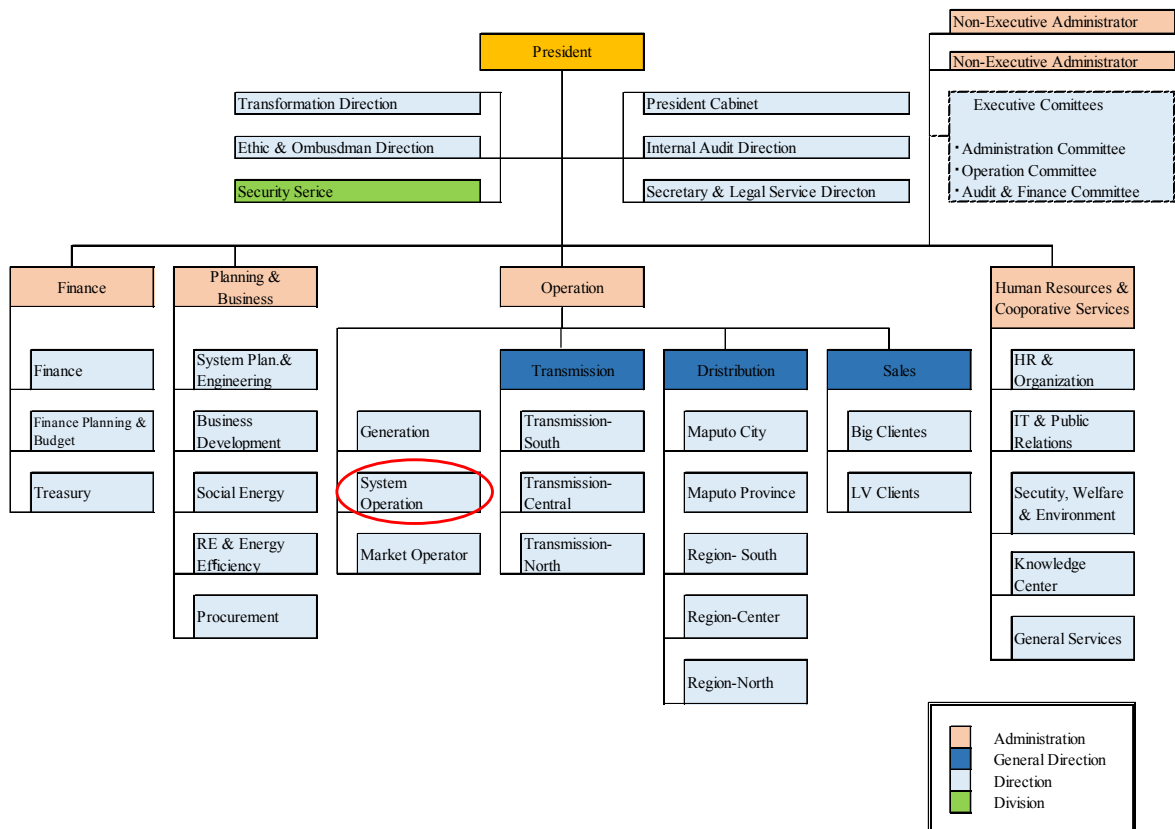 Non-Executive Administrator
President
Non-Executive Administrator
Transformation Direction
President Cabinet
Executive Comittees
Ethic & Ombusdman Direction
Internal Audit Direction
・Administration Committee
・Operation Committee
Security Serice
Secretary & Legal Service Directon
・Audit & Finance Committee
Finance
Planning &
Business
Operation
Human Resources &
Cooporative Services
Finance
Finance Planning &
Budget
Treasury
System Plan.&
Engineering
Business
Development
Social Energy
RE & Energy
Efficiency
Procurement
Generation
System
Operation
Market Operator
Transmission
Transmission-
South
Transmission-
Central
Transmission-
North
Dristribution
Maputo City
Maputo Province
Region- South
Region-Center
Region-North
Sales
Big Clientes
LV Clients
HR &
Organization
IT & Public
Relations
Secutity, Welfare
& Environment
Knowledge
Center
General Services
Administration
General Direction
Direction
Division